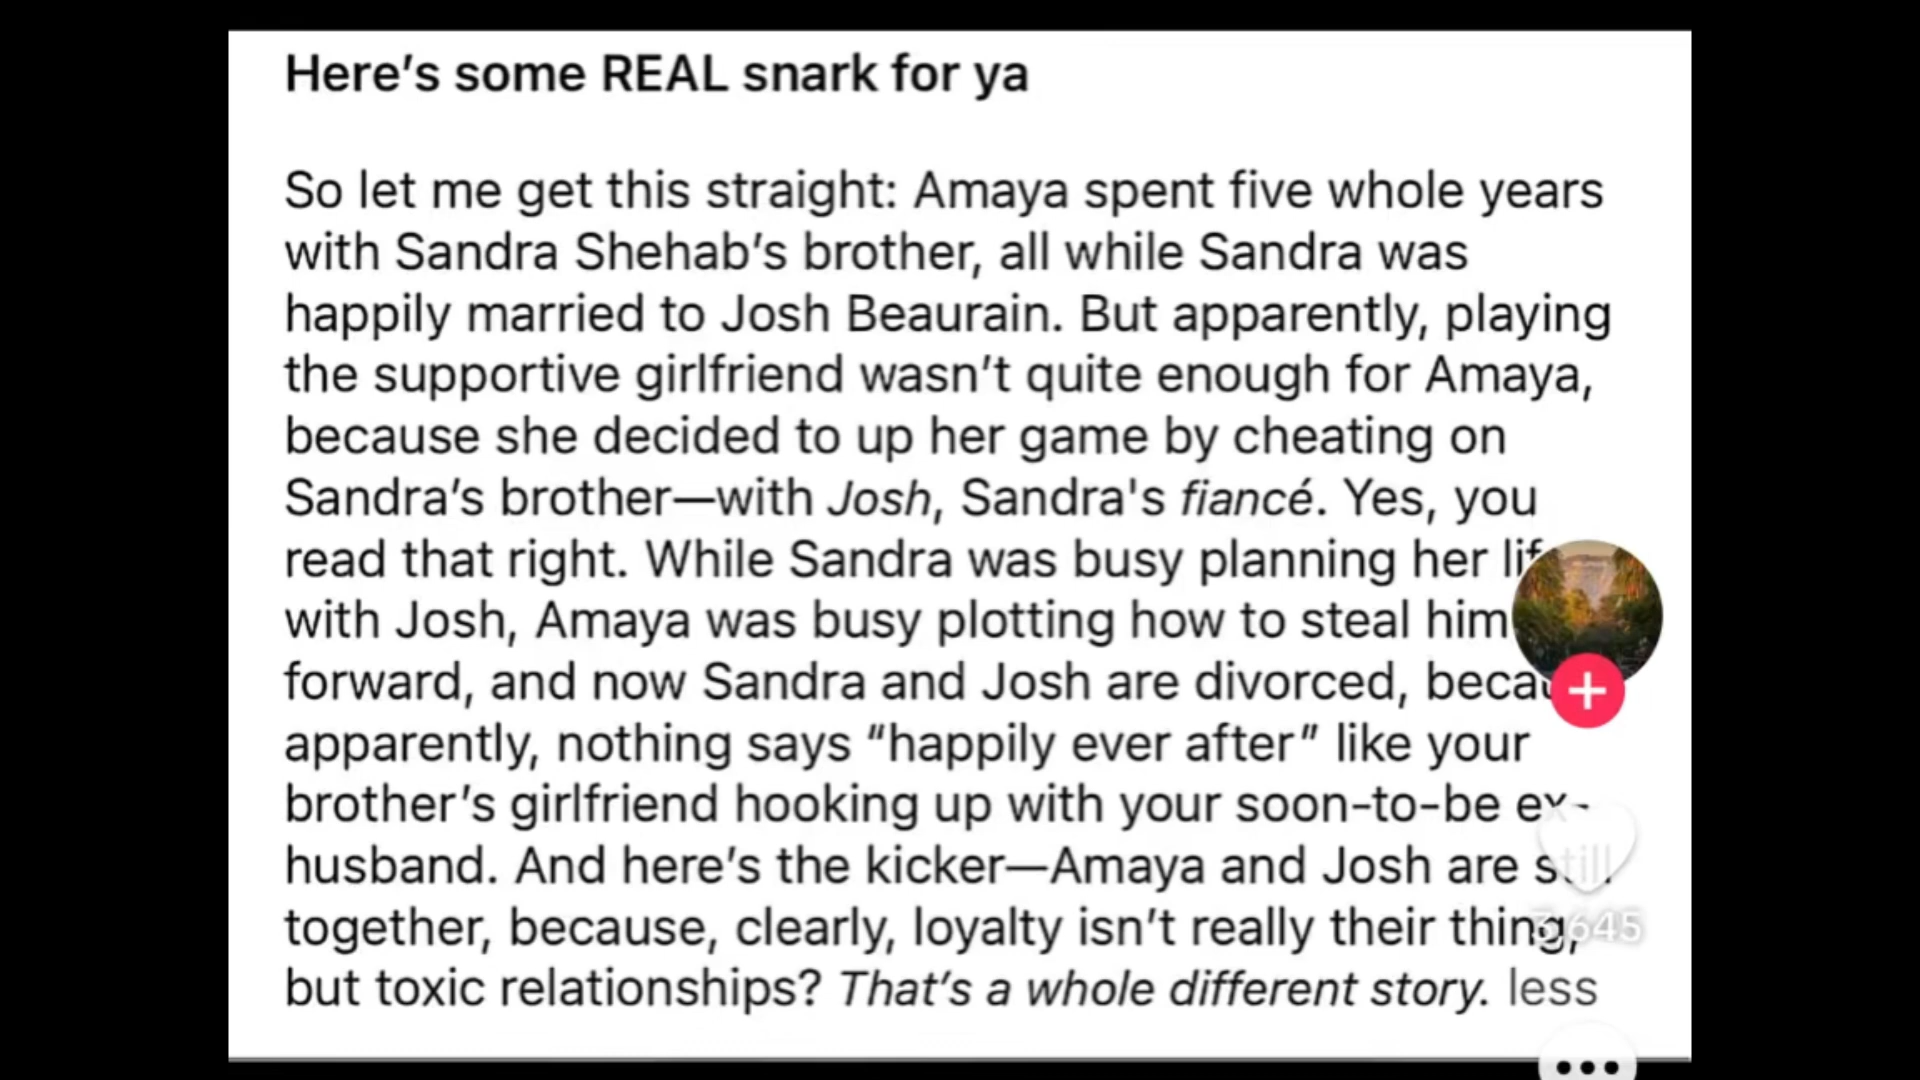 Here’s some REAL snark for ya
So let me get this straight: Amaya spent five whole years
with Sandra Shehab’s brother, all while Sandra was
happily married to Josh Beaurain. But apparently, playing
the supportive girlfriend wasn’t quite enough for Amaya,
because she decided to up her game by cheating on
Sandra’s brother—with Josh, Sandra's fiancé. Yes, you
read that right. While Sandra was busy planning her
with Josh, Amaya was busy plotting how to steal him
forward, and now Sandra and Josh are divorced,
apparently, nothing says “happily ever after” like your
brother’s girlfriend hooking up with your soon-to-be ex-
husband. And here’s the kicker—Amaya and Josh are still
together, because, clearly, loyalty isn’t really their thing,
3,645
but toxic relationships? That’s a whole different story. less